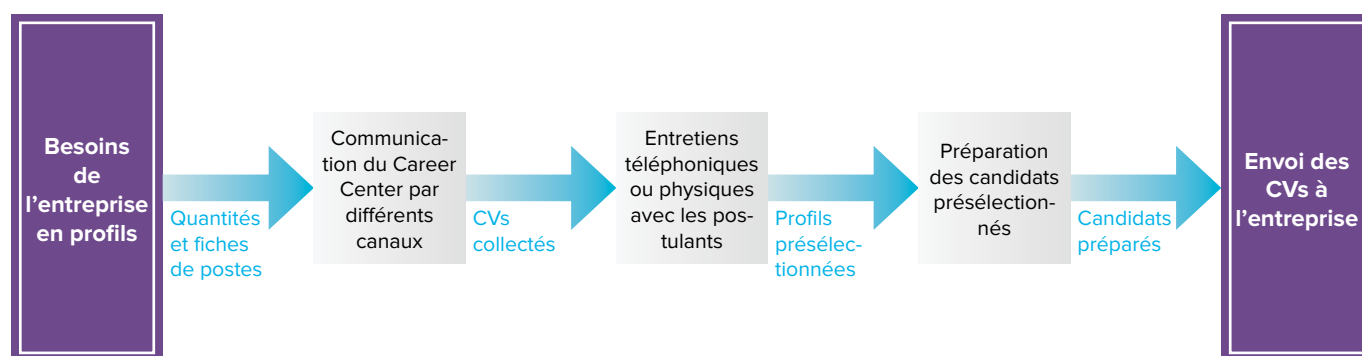 Besoins
de
l’entreprise
en profils
Quantités
et fiches
de postes
Communica-
tion du Career
Center par
différents
canaux
CVs
collectés
Entretiens
téléphoniques
ou physiques
avec les pos-
tulants
Profils
présélec-
tionnées
Préparation
des candidats
présélection-
nés
Candidats
préparés
Envoi des
CVs à
l’entreprise